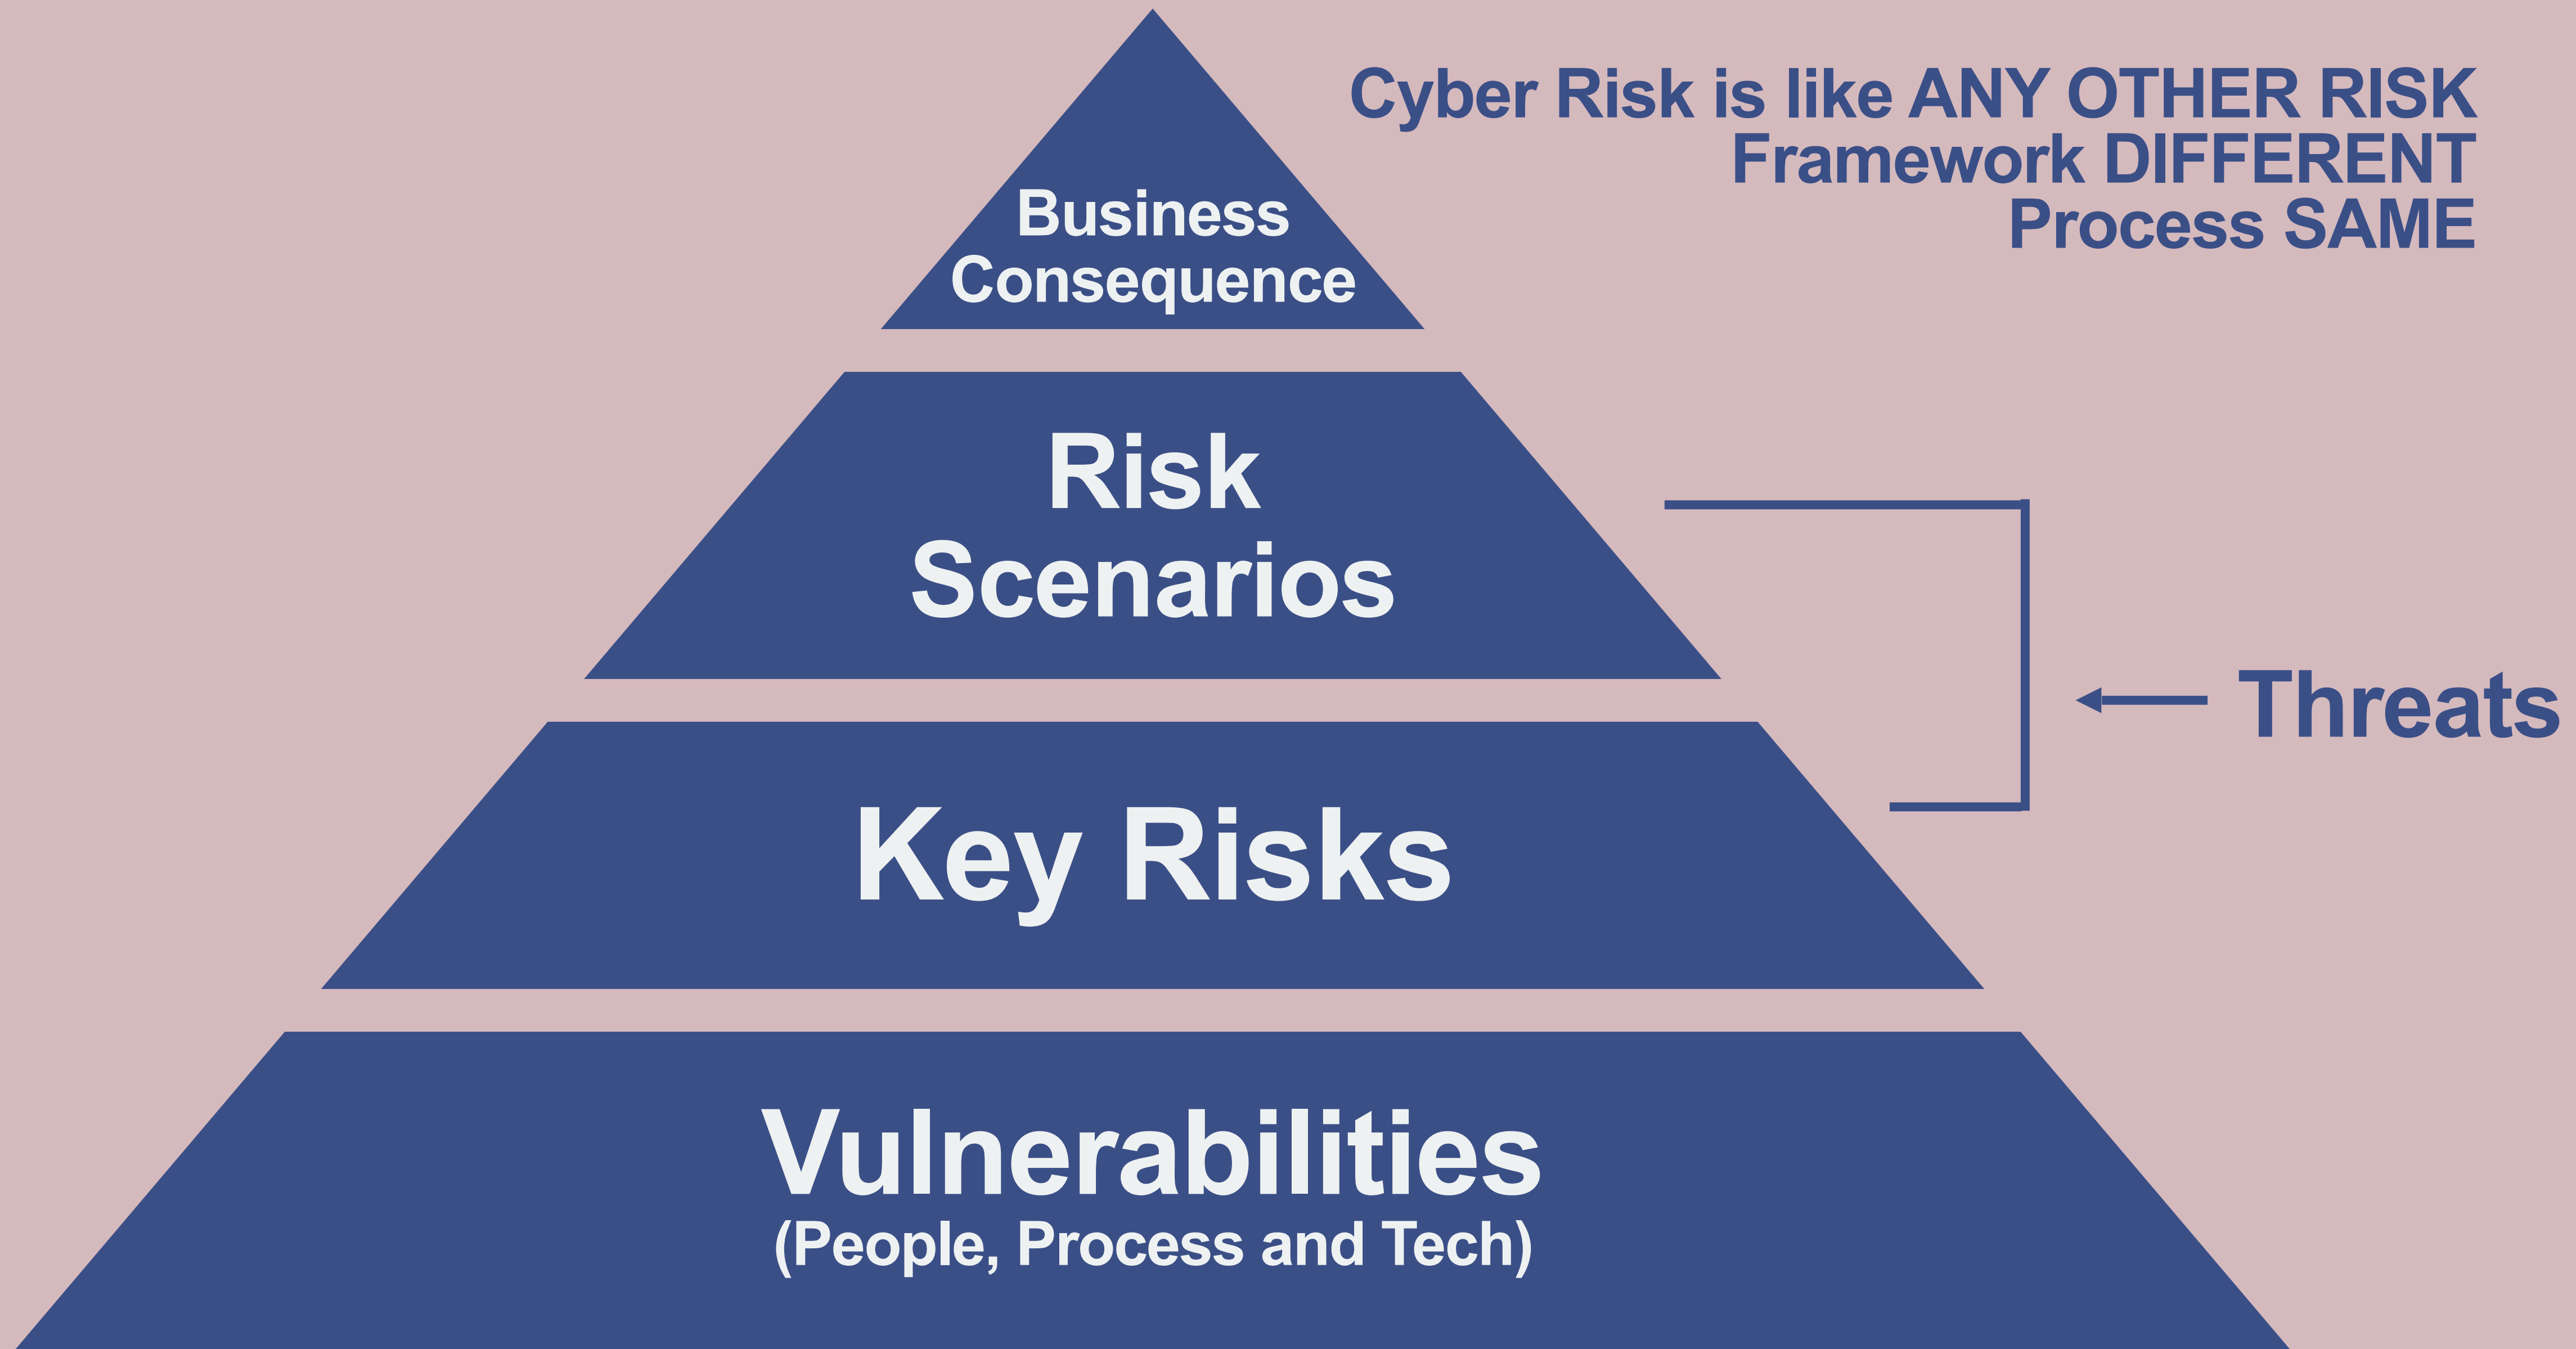 Cyber Risk is like ANY OTHER RISK
Framework DIFFERENT
Process SAME
Business
Consequence
Risk
Scenarios
Threats
Key Risks
Vulnerabilities
(People, Process and Tech)